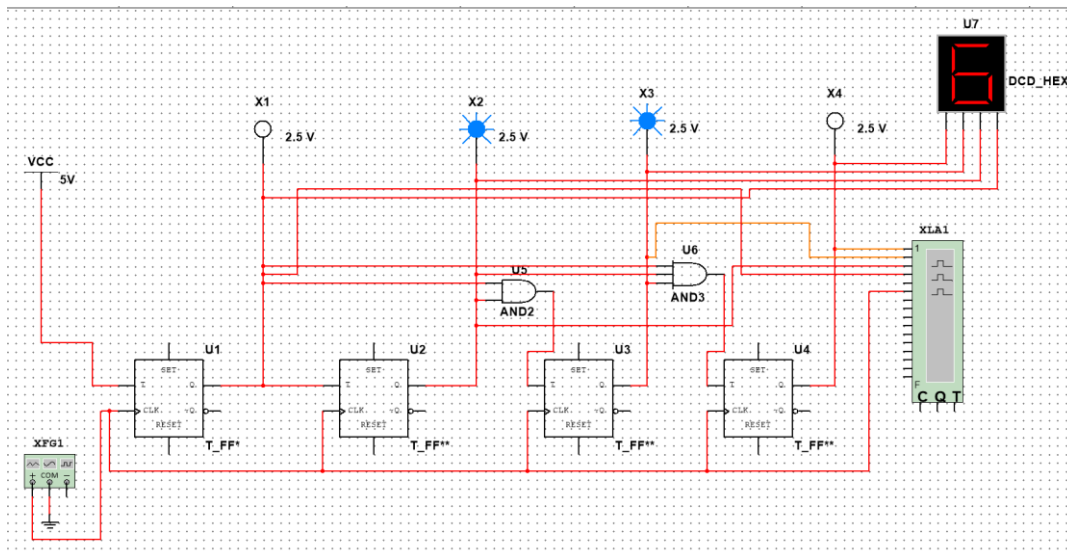 U7
6
DCD_HEX
X1
2.5 V
X2
2.5 V
X3
2.5 V
X4
2.5 V
VCC
5V
XLA1
1
F
C Q T
U6
AND3
U5
AND2
U1
SET
T Q
CLK ¬Q
RESET
T_FF*
U2
SET
T Q
CLK ¬Q
RESET
T_FF**
U3
SET
T Q
CLK ¬Q
RESET
T_FF**
U4
SET
T Q
CLK ¬Q
RESET
T_FF**
XFG1
+ COM −